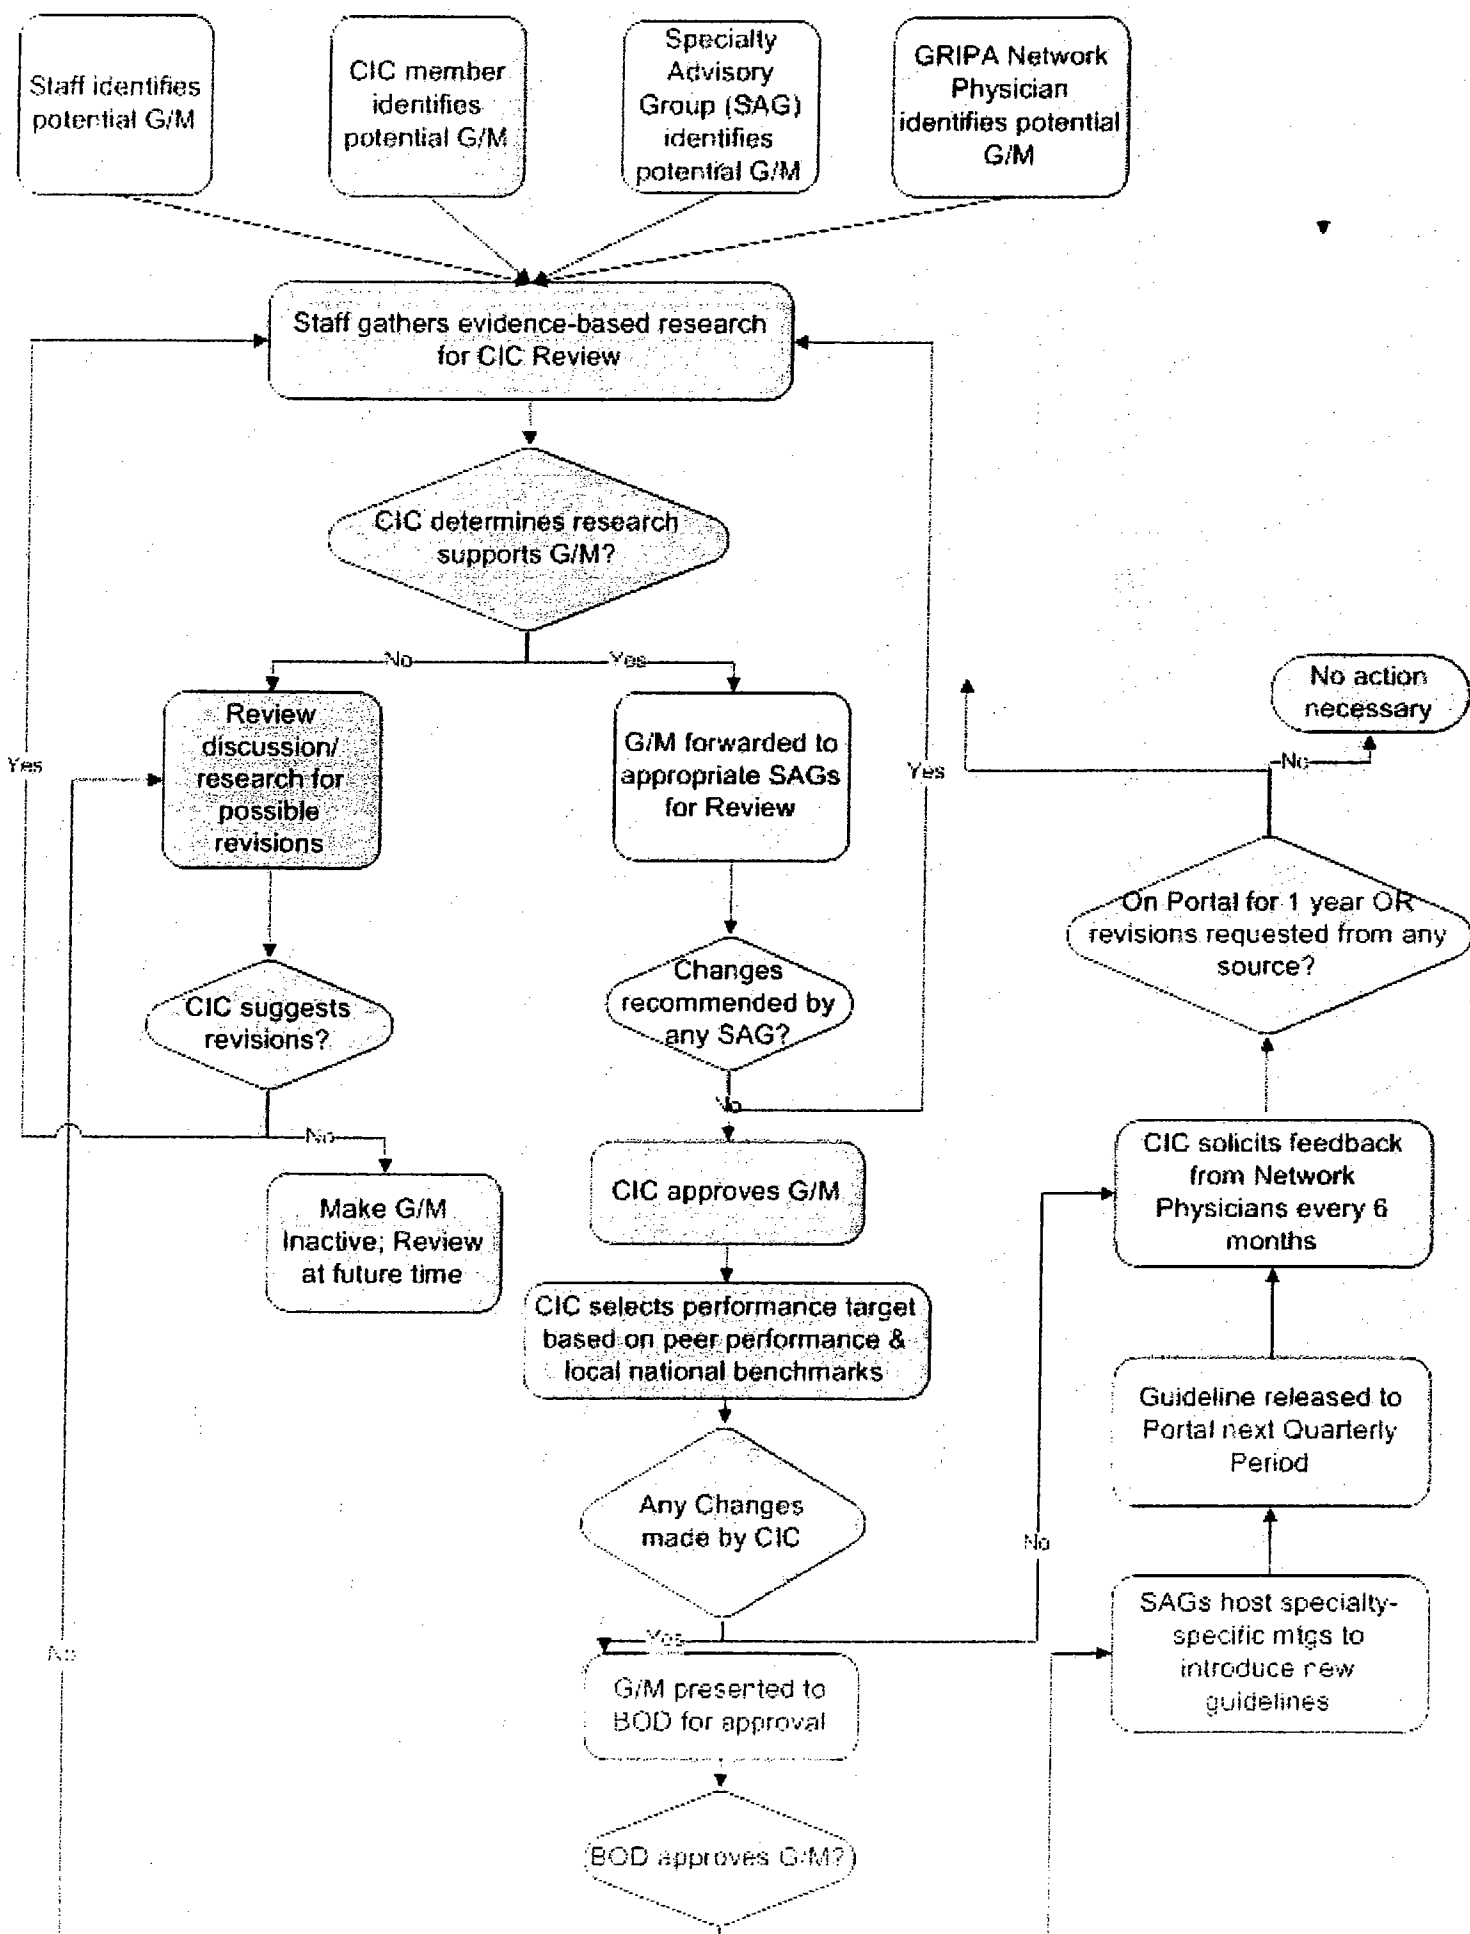 Staff identifies
potential G/M
CIC member
identifies
potential G/M
Specialty
Advisory
Group (SAG)
identifies
potential G/M
GRIPA Network
Physician
identifies potential
G/M
Staff gathers evidence-based research
for CIC Review
CIC determines research
supports G/M?
No
Yes
Review
discussion/
research for
possible
revisions
G/M forwarded to
appropriate SAGs
for Review
No action
necessary
No
Yes
Yes
On Portal for 1 year OR
revisions requested from any
source?
CIC suggests
revisions?
Changes
recommended by
any SAG?
No
No
Make G/M
Inactive; Review
at future time
CIC approves G/M
CIC solicits feedback
from Network
Physicians every 6
months
CIC selects performance target
based on peer performance &
local national benchmarks
Guideline released to
Portal next Quarterly
Period
Any Changes
made by CIC
No
Yes
No
SAGs host specialty-
specific mtgs to
introduce new
guidelines
G/M presented to
BOD for approval
BOD approves G/M?